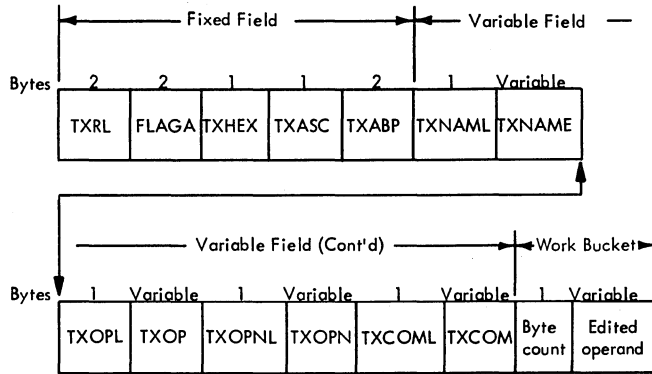 Fixed Field Variable Field
Bytes 2 2 1 1 2 1 Variable
TXRL FLAGA TXHEX TXASC TXABP TXNAML TXNAME
Variable Field (Cont'd) Work Bucket
Bytes 1 Variable 1 Variable 1 Variable 1 Variable
TXOPL TXOP TXOPNL TXOPN TXCOML TXCOM Byte count Edited operand